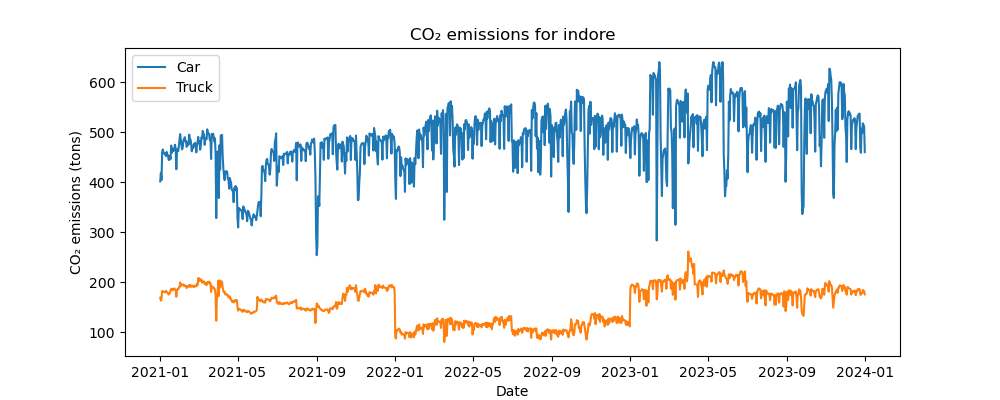 CO₂ emissions for indore
Car
Truck
CO₂ emissions (tons)
600
500
400
300
200
100
2021-01 2021-05 2021-09 2022-01 2022-05 2022-09 2023-01 2023-05 2023-09 2024-01
Date